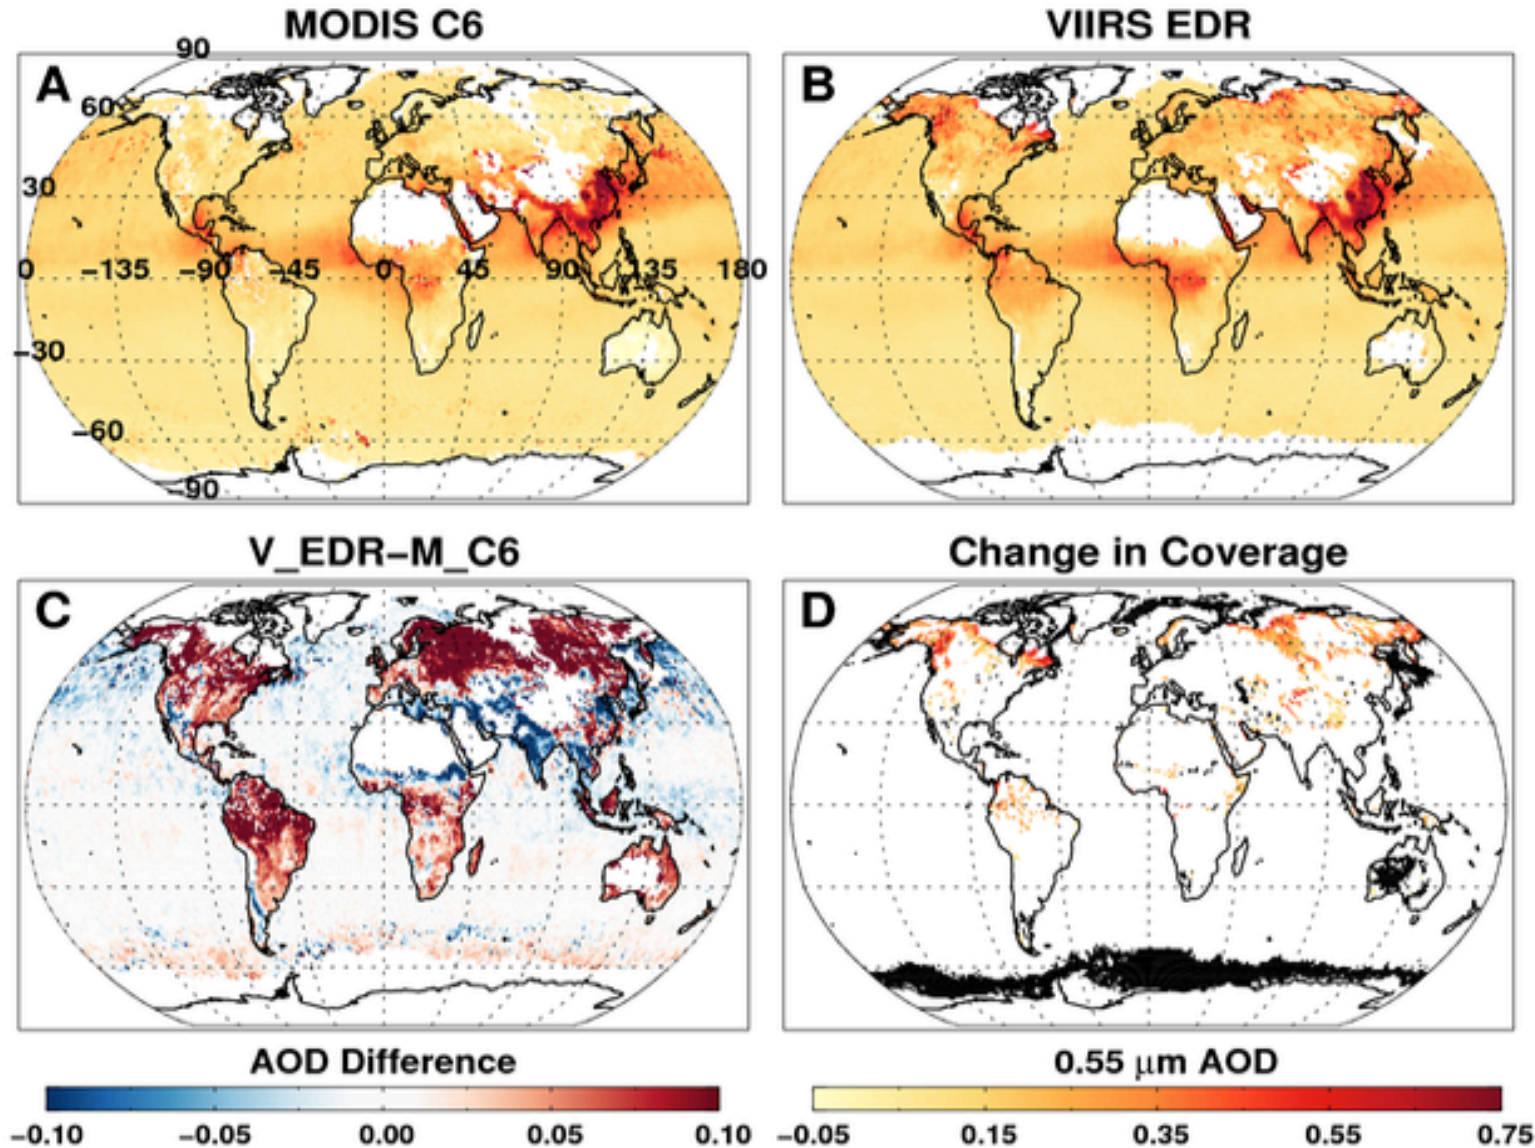 MODIS C6
VIIRS EDR
A
B
90
60
30
0 −135 −90 −45 0 45 90 135 180
−30
−60
−90
V_EDR−M_C6
Change in Coverage
C
D
AOD Difference
0.55 μm AOD
−0.10 −0.05 0.00 0.05 0.10
−0.05 0.15 0.35 0.55 0.75